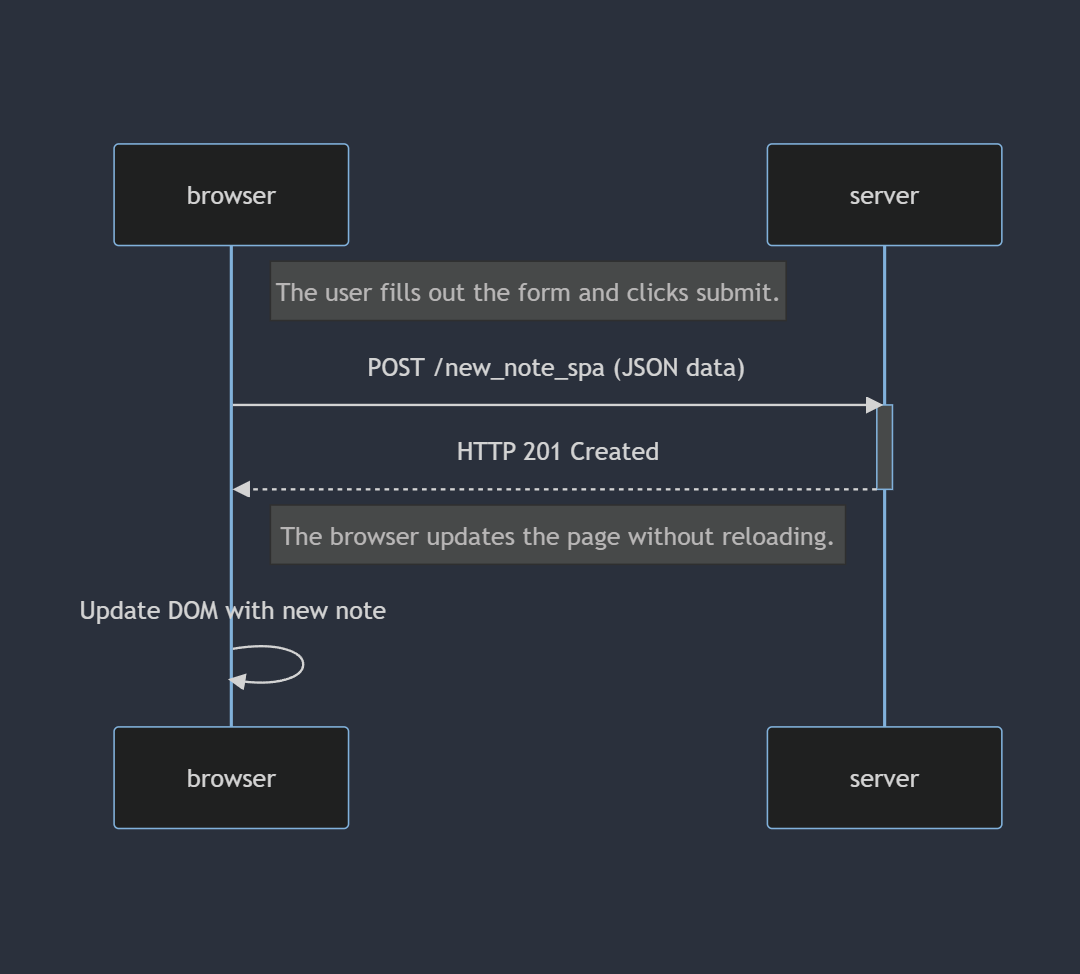 browser
server
The user fills out the form and clicks submit.
POST /new_note_spa (JSON data)
HTTP 201 Created
The browser updates the page without reloading.
Update DOM with new note
browser
server